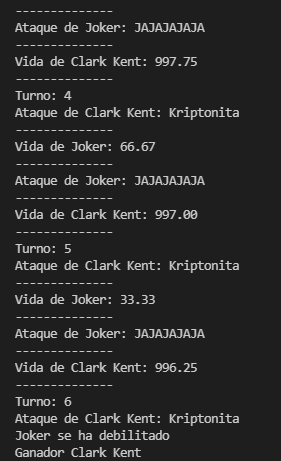 --------------
Ataque de Joker: JAJAJAJAJA
--------------
Vida de Clark Kent: 997.75
--------------
Turno: 4
Ataque de Clark Kent: Kriptonita
--------------
Vida de Joker: 66.67
--------------
Ataque de Joker: JAJAJAJAJA
--------------
Vida de Clark Kent: 997.00
--------------
Turno: 5
Ataque de Clark Kent: Kriptonita
--------------
Vida de Joker: 33.33
--------------
Ataque de Joker: JAJAJAJAJA
--------------
Vida de Clark Kent: 996.25
--------------
Turno: 6
Ataque de Clark Kent: Kriptonita
Joker se ha debilitado
Ganador Clark Kent